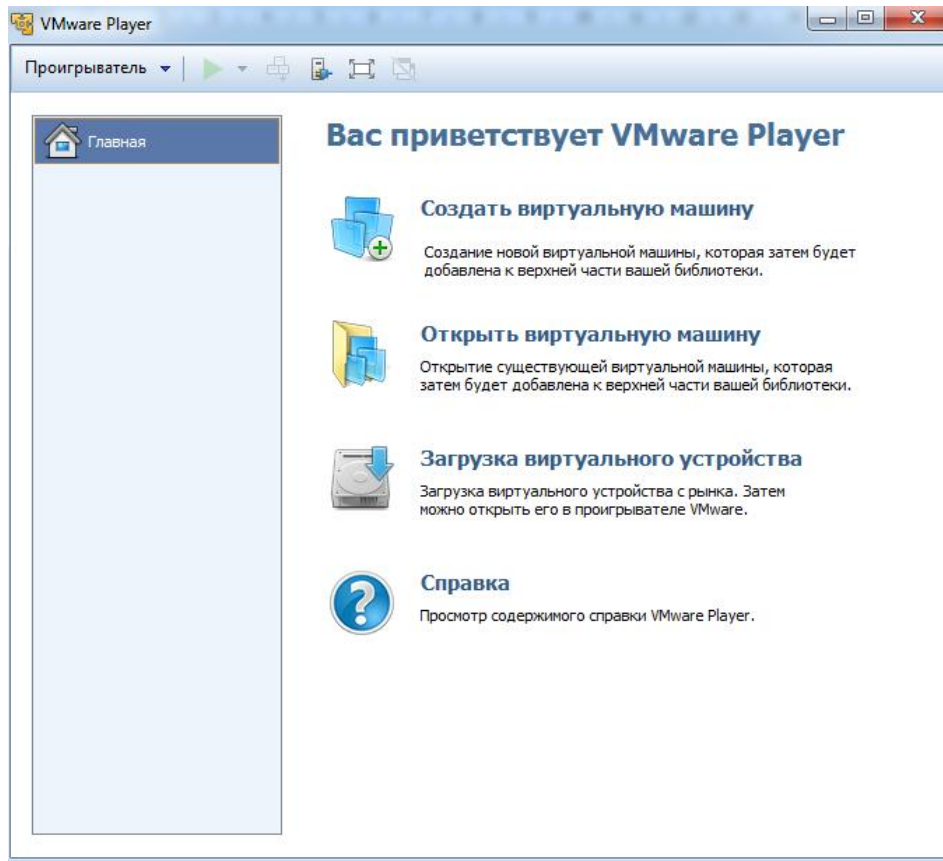 VMware Player
Проигрыватель
Главная
Вас приветствует VMware Player
Создать виртуальную машину
Создание новой виртуальной машины, которая затем будет
добавлена к верхней части вашей библиотеки.
Открыть виртуальную машину
Открытие существующей виртуальной машины, которая
затем будет добавлена к верхней части вашей библиотеки.
Загрузка виртуального устройства
Загрузка виртуального устройства с рынка. Затем
можно открыть его в проигрывателе VMware.
Справка
Просмотр содержимого справки VMware Player.